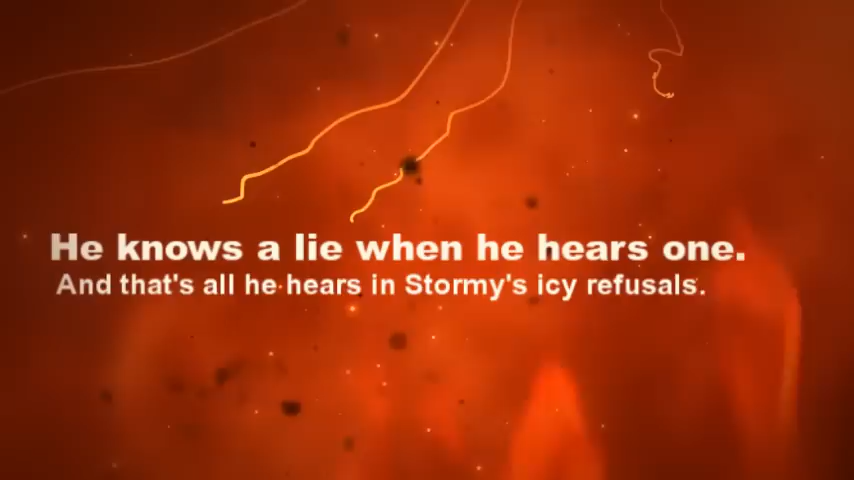 He knows a lie when he hears one.
And that's all he hears in Stormy's icy refusals.